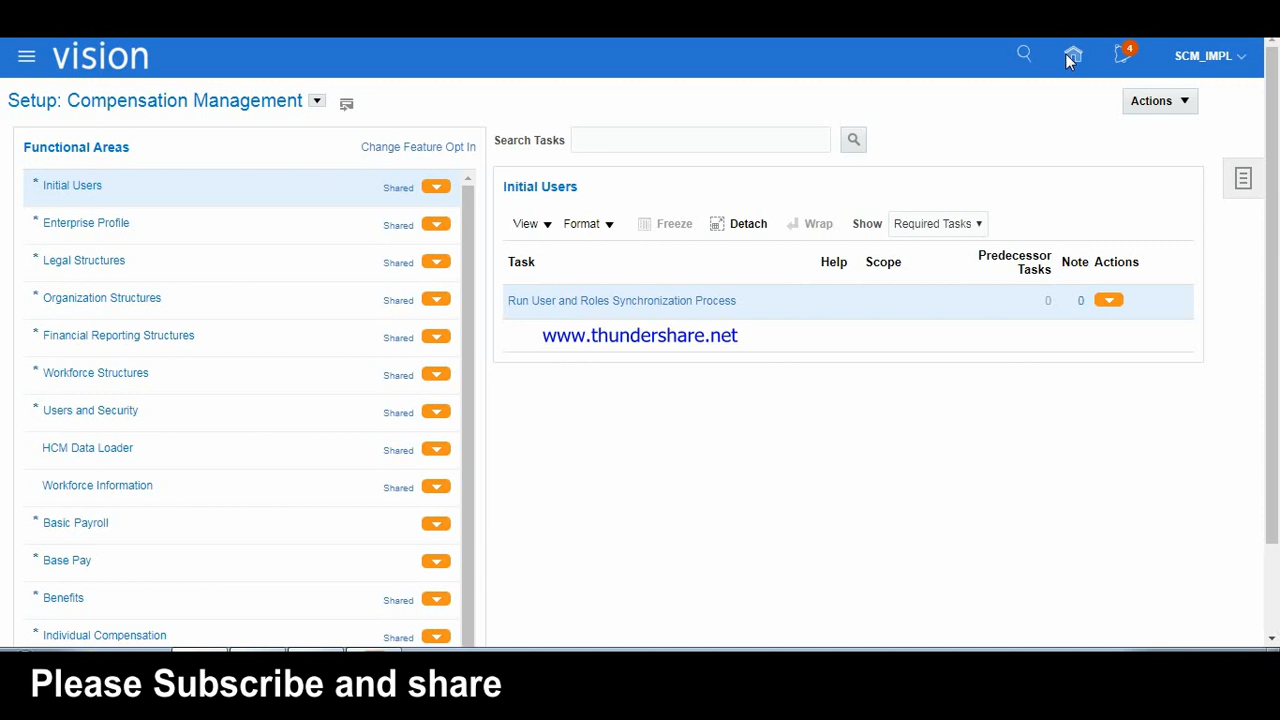 vision
4
SCM_IMPL
Setup: Compensation Management
Actions
Functional Areas
Change Feature Opt In
* Initial Users Shared
* Enterprise Profile Shared
* Legal Structures Shared
* Organization Structures Shared
* Financial Reporting Structures Shared
* Workforce Structures Shared
* Users and Security Shared
HCM Data Loader Shared
Workforce Information Shared
* Basic Payroll
* Base Pay
* Benefits Shared
* Individual Compensation Shared
Search Tasks
Initial Users
View Format Freeze Detach Wrap Show Required Tasks
Task Help Scope Predecessor Tasks Note Actions
Run User and Roles Synchronization Process 0 0
www.thundershare.net
Please Subscribe and share